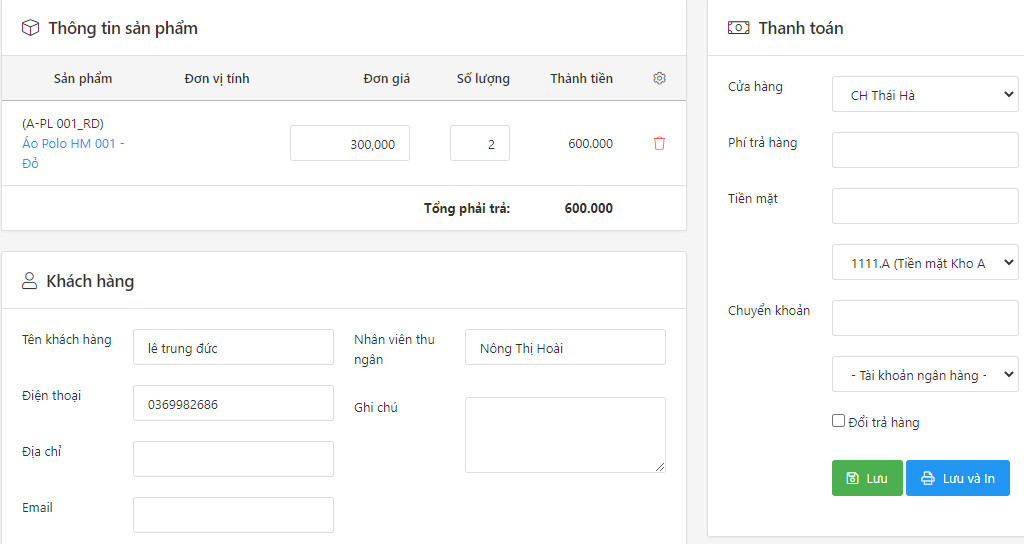 Thông tin sản phẩm
Sản phẩm Đơn vị tính Đơn giá Số lượng Thành tiền
(A-PL 001_RD)
Áo Polo HM 001 -
Đỏ
300,000 2 600.000
Tổng phải trả: 600.000
Khách hàng
Tên khách hàng lê trung đức
Điện thoại 0369982686
Địa chỉ
Email
Nhân viên thu
ngân
Nông Thị Hoài
Ghi chú
Thanh toán
Cửa hàng CH Thái Hà
Phí trả hàng
Tiền mặt
1111.A (Tiền mặt Kho A
Chuyển khoản
- Tài khoản ngân hàng -
Đổi trả hàng
Lưu Lưu và In